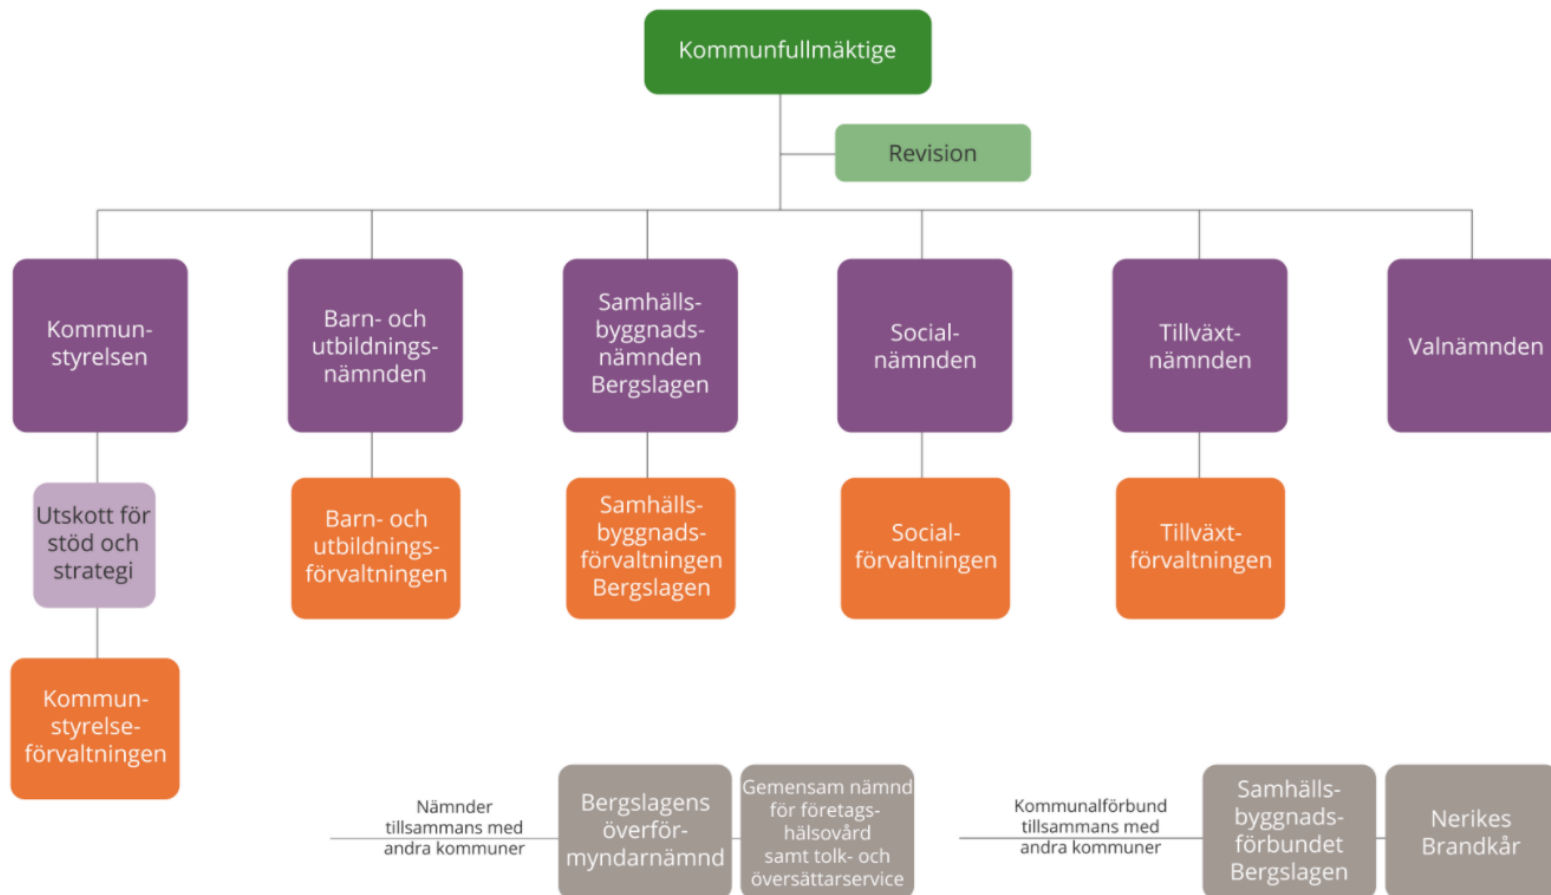 Kommunfullmäktige
Revision
Kommun-
styrelsen
Barn- och
utbildnings-
nämnden
Samhälls-
byggnads-
nämnden
Bergslagen
Social-
nämnden
Tillväxt-
nämnden
Valnämnden
Utskott för
stöd och
strategi
Barn- och
utbildnings-
förvaltningen
Samhälls-
byggnads-
förvaltningen
Bergslagen
Social-
förvaltningen
Tillväxt-
förvaltningen
Kommun-
styrelse-
förvaltningen
Nämnder
tillsammans med
andra kommuner
Bergslagens
överför-
myndarnämnd
Gemensam nämnd
för företags-
hälsovård
samt tolk- och
översättarservice
Kommunalförbund
tillsammans med
andra kommuner
Samhälls-
byggnads-
förbundet
Bergslagen
Nerikes
Brandkår